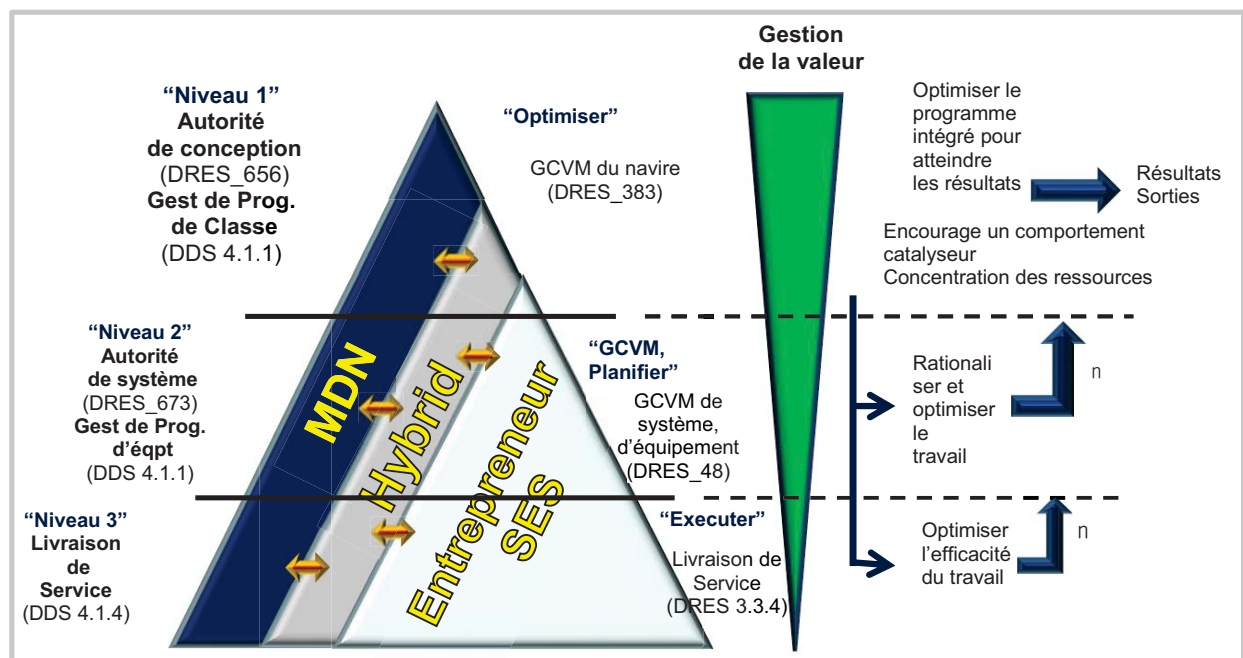 Gestion
de la valeur
“Niveau 1”
Autorité
de conception
(DRES_656)
Gest de Prog.
de Classe
(DDS 4.1.1)
“Optimiser”
GCVM du navire
(DRES_383)
Optimiser le
programme
intégré pour
atteindre
les résultats
Résultats
Sorties
Encourage un comportement
catalyseur
Concentration des ressources
“Niveau 2”
Autorité
de système
(DRES_673)
Gest de Prog.
d’éqpt
(DDS 4.1.1)
MDN
Hybrid
Entrepreneur
SES
“GCVM,
Planifier”
GCVM de
système,
d’équipement
(DRES_48)
Rationali
ser et
optimiser
le
travail
n
“Niveau 3”
Livraison
de
Service
(DDS 4.1.4)
“Executer”
Livraison de
Service
(DRES 3.3.4)
Optimiser
l’efficacité
du travail
n